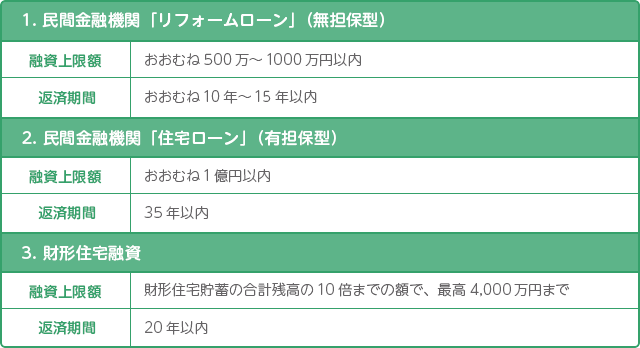 1. 民間金融機関「リフォームローン」（無担保型）
融資上限額 おおむね 500 万～ 1000 万円以内
返済期間 おおむね 10 年～ 15 年以内
2. 民間金融機関「住宅ローン」（有担保型）
融資上限額 おおむね 1 億円以内
返済期間 35 年以内
3. 財形住宅融資
融資上限額 財形住宅貯蓄の合計残高の 10 倍までの額で、最高 4,000 万円まで
返済期間 20 年以内